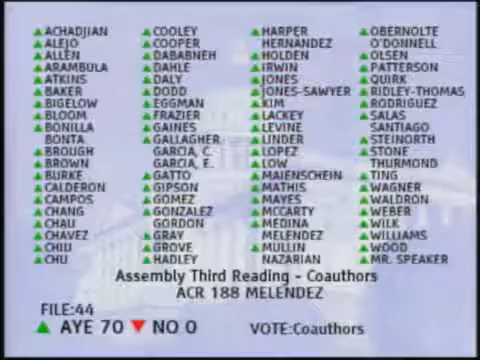 ACHADJIAN COOLEY HARPER OBERNOLTE
ALEJO COOPER HERNANDEZ O'DONNELL
ALLEN DABABNEH HOLDEN OLSEN
ARAMBULA DAHLE IRWIN PATTERSON
ATKINS DALY JONES QUIRK
BAKER DODD JONES-SAWYER RIDLEY-THOMAS
BIGELOW EGGMAN KIM RODRIGUEZ
BLOOM FRAZIER LACKEY SALAS
BONILLA GAINES LEVINE SANTIAGO
BONTA GALLAGHER LINDER STEINORTH
BROUGH GARCIA, C. LOPEZ STONE
BROWN GARCIA, E. LOW THURMOND
BURKE GATTO MAIENSCHEIN TING
CALDERON GIPSON MATHIS WAGNER
CAMPOS GOMEZ MAYES WALDRON
CHANG GONZALEZ MCCARTY WEBER
CHAU GORDON MEDINA WILK
CHAVEZ GRAY MELENDEZ WILLIAMS
CHIU GROVE MULLIN WOOD
CHU HADLEY NAZARIAN MR. SPEAKER
Assembly Third Reading - Coauthors
ACR 188 MELENDEZ
FILE:44
AYE 70 NO 0 VOTE:Coauthors